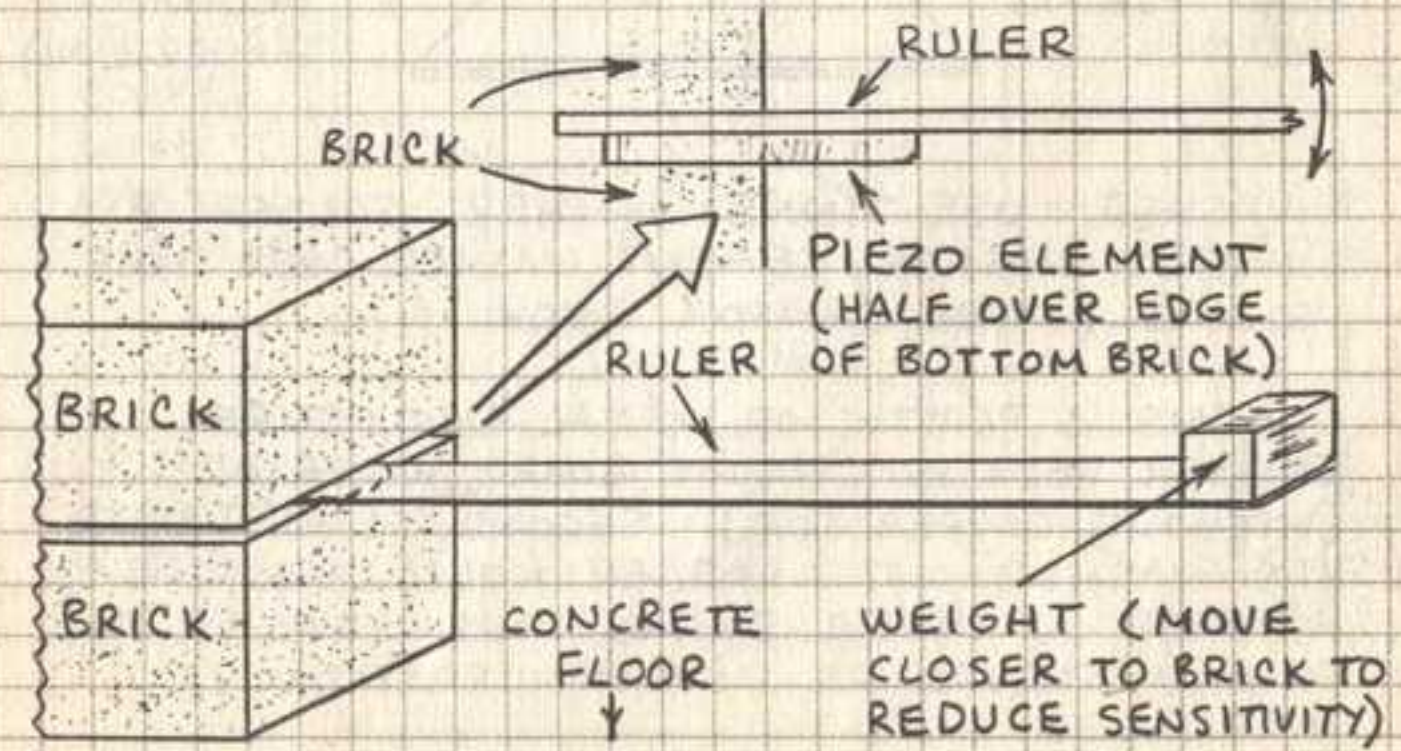 RULER
BRICK
PIEZO ELEMENT
(HALF OVER EDGE
OF BOTTOM BRICK)
RULER
BRICK
BRICK
CONCRETE
FLOOR
WEIGHT (MOVE
CLOSER TO BRICK TO
REDUCE SENSITIVITY)